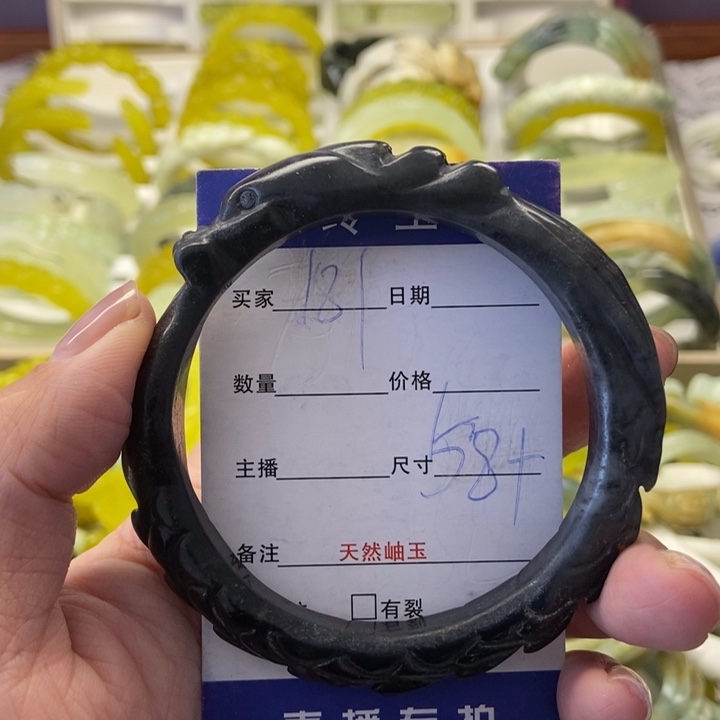 买家 181 日期
数量 价格
主播 尺寸 58+
备注 天然岫玉
□有裂